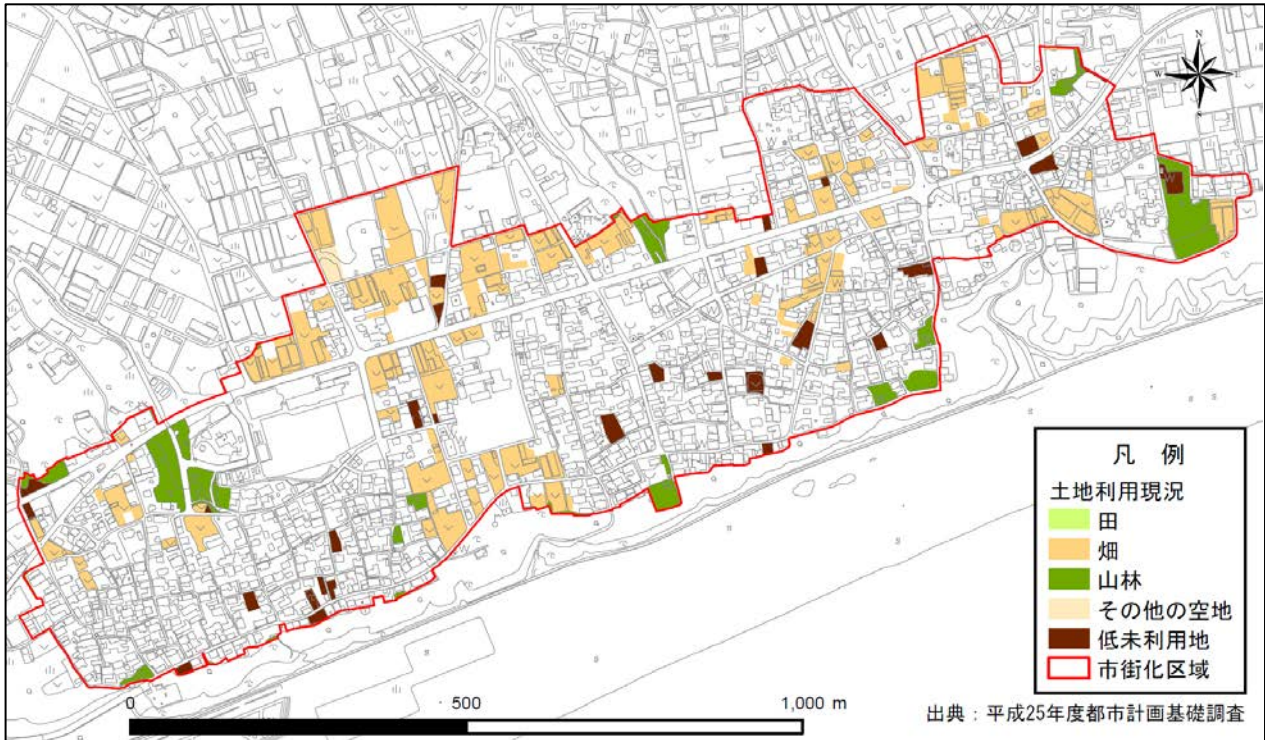 N
W
E
S
凡 例
土地利用現況
田
畑
山林
その他の空地
低未利用地
市街化区域
0
500
1,000 m
出典：平成25年度都市計画基礎調査